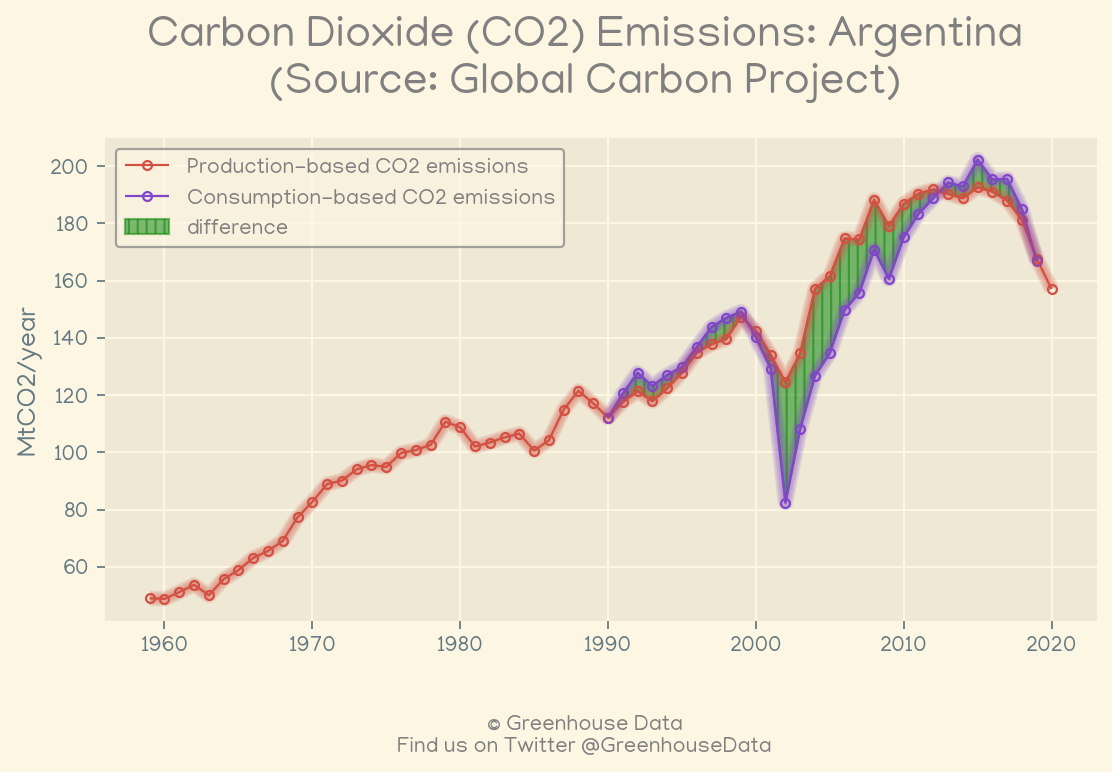 Carbon Dioxide (CO2) Emissions: Argentina
(Source: Global Carbon Project)
Production-based CO2 emissions
Consumption-based CO2 emissions
difference
MtCO2/year
200
180
160
140
120
100
80
60
1960
1970
1980
1990
2000
2010
2020
© Greenhouse Data
Find us on Twitter @GreenhouseData